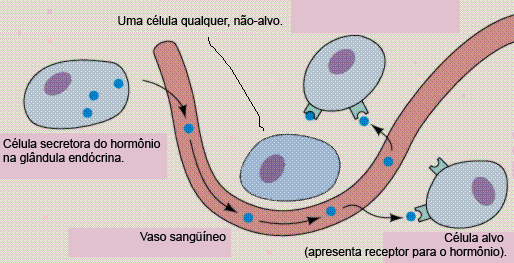 Uma célula qualquer, não-alvo.
Célula secretora do hormônio
na glândula endócrina.
Vaso sangüíneo
Célula alvo
(apresenta receptor para o hormônio).